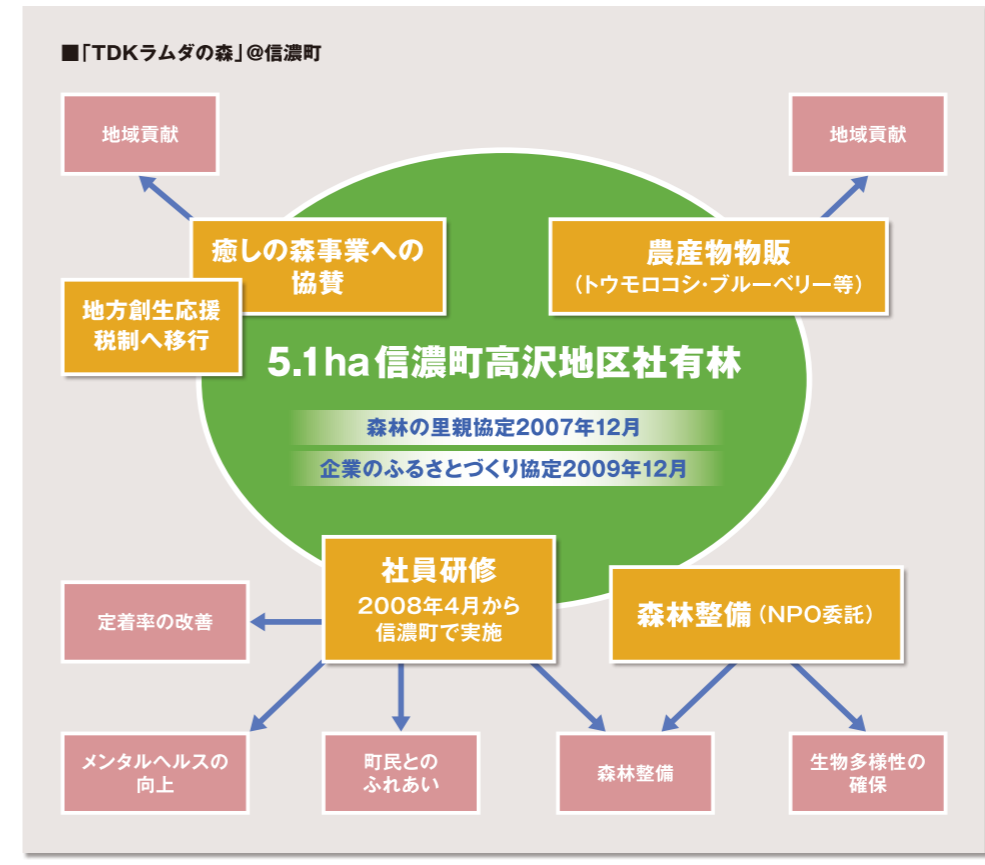 ■「TDKラムダの森」@信濃町
地域貢献
地域貢献
癒しの森事業への
協賛
農産物物販
（トウモロコシ・ブルーベリー等）
地方創生応援
税制へ移行
5.1ha信濃町高沢地区社有林
森林の里親協定2007年12月
企業のふるさとづくり協定2009年12月
社員研修
2008年4月から
信濃町で実施
森林整備（NPO委託）
定着率の改善
メンタルヘルスの
向上
町民との
ふれあい
森林整備
生物多様性の
確保